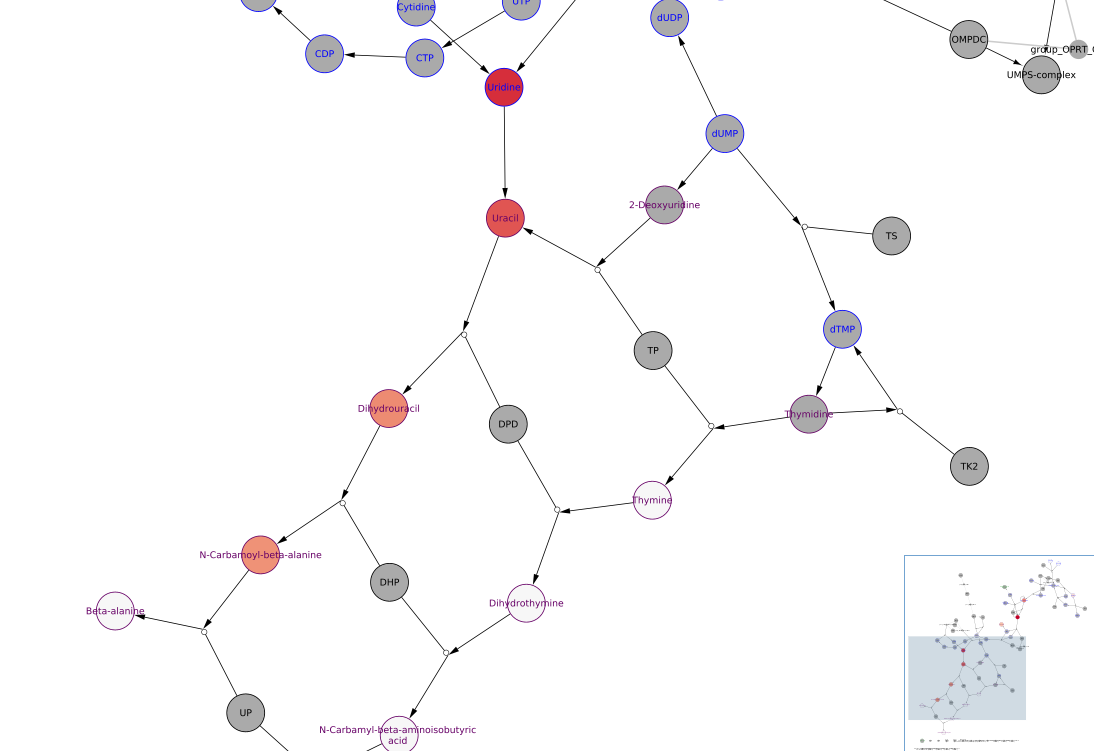 Cytidine
UTP
dUDP
OMPDC
group_OPRT_
CDP
CTP
UMPS-complex
Uridine
dUMP
2-Deoxyuridine
Uracil
TS
dTMP
TP
Dihydrouracil
Thymidine
DPD
TK2
Thymine
N-Carbamoyl-beta-alanine
DHP
Dihydrothymine
Beta-alanine
UP
N-Carbamyl-beta-aminoisobutyric
acid